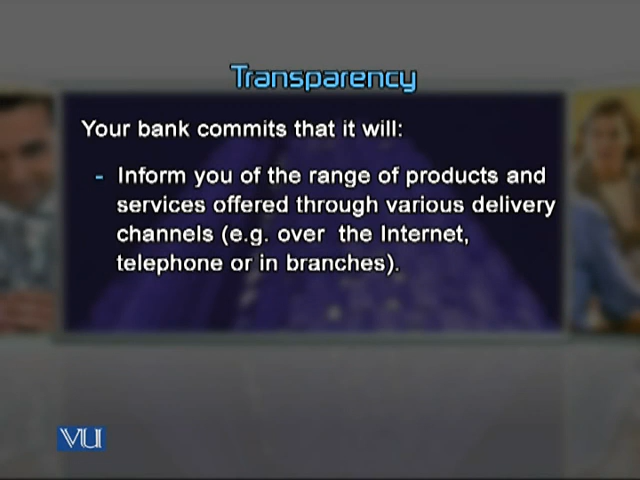 Transparency
Your bank commits that it will:
- Inform you of the range of products and
services offered through various delivery
channels (e.g. over the Internet,
telephone or in branches).
VU